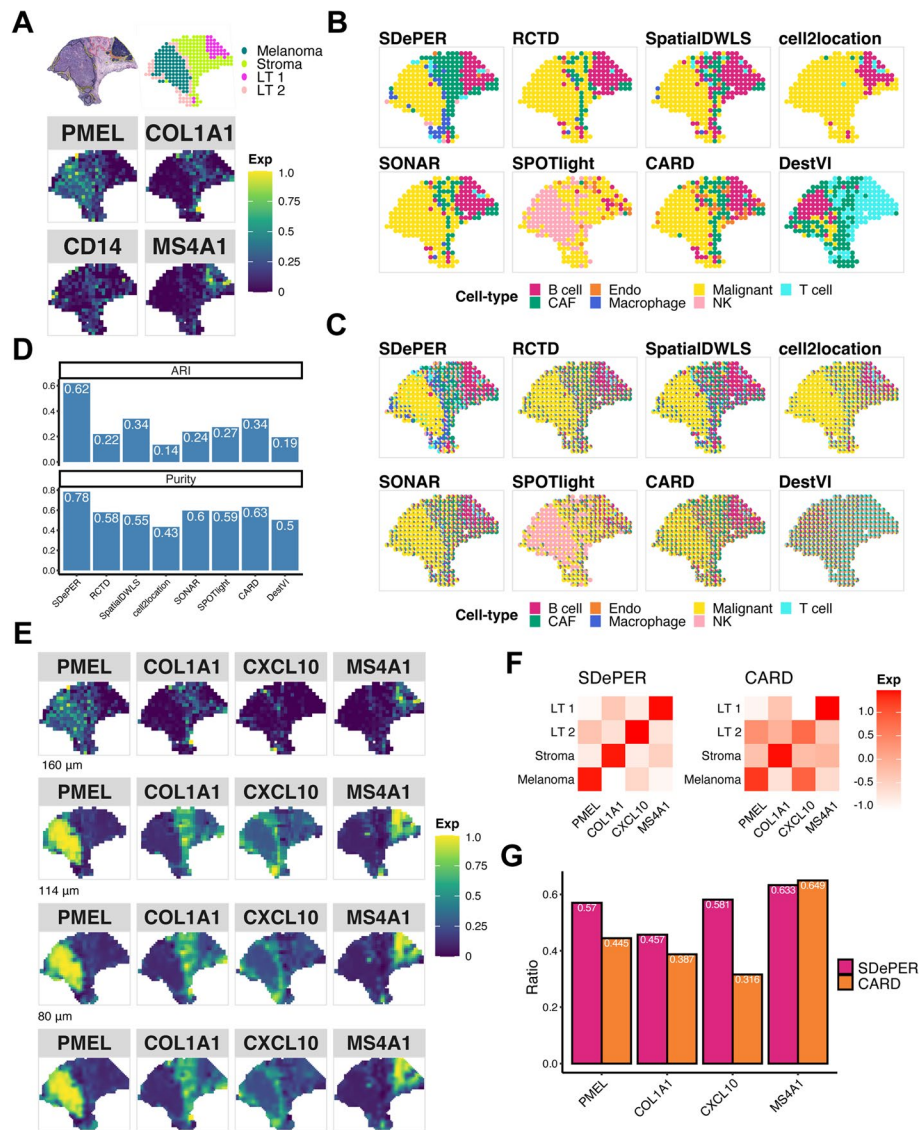 A
Melanoma
Stroma
LT 1
LT 2
PMEL COL1A1
CD14 MS4A1
Exp
1.0
0.75
0.50
0.25
0
B
SDePER RCTD SpatialDWLS cell2location
SONAR SPOTlight CARD DestVI
Cell-type B cell Endo Malignant T cell
CAF Macrophage NK
C
SDePER RCTD SpatialDWLS cell2location
SONAR SPOTlight CARD DestVI
Cell-type B cell Endo Malignant T cell
CAF Macrophage NK
D
ARI
0.6
0.4
0.2
0.0
0.62 0.22 0.34 0.14 0.24 0.27 0.34 0.19
Purity
0.6
0.4
0.2
0.0
0.78 0.58 0.55 0.43 0.6 0.59 0.63 0.5
SDePER RCTD SpatialDWLS cell2location SONAR SPOTlight CARD DestVI
E
PMEL COL1A1 CXCL10 MS4A1
160 µm
PMEL COL1A1 CXCL10 MS4A1
114 µm
PMEL COL1A1 CXCL10 MS4A1
80 µm
PMEL COL1A1 CXCL10 MS4A1
Exp
1.0
0.75
0.50
0.25
0
F
SDePER CARD
LT 1 LT 1
LT 2 LT 2
Stroma Stroma
Melanoma Melanoma
PMEL COL1A1 CXCL10 MS4A1 PMEL COL1A1 CXCL10 MS4A1
Exp
1.0
0.5
0.0
-0.5
-1.0
G
Ratio
0.6
0.4
0.2
0.0
0.57 0.445 0.457 0.387 0.581 0.316 0.633 0.649
PMEL COL1A1 CXCL10 MS4A1
SDePER
CARD